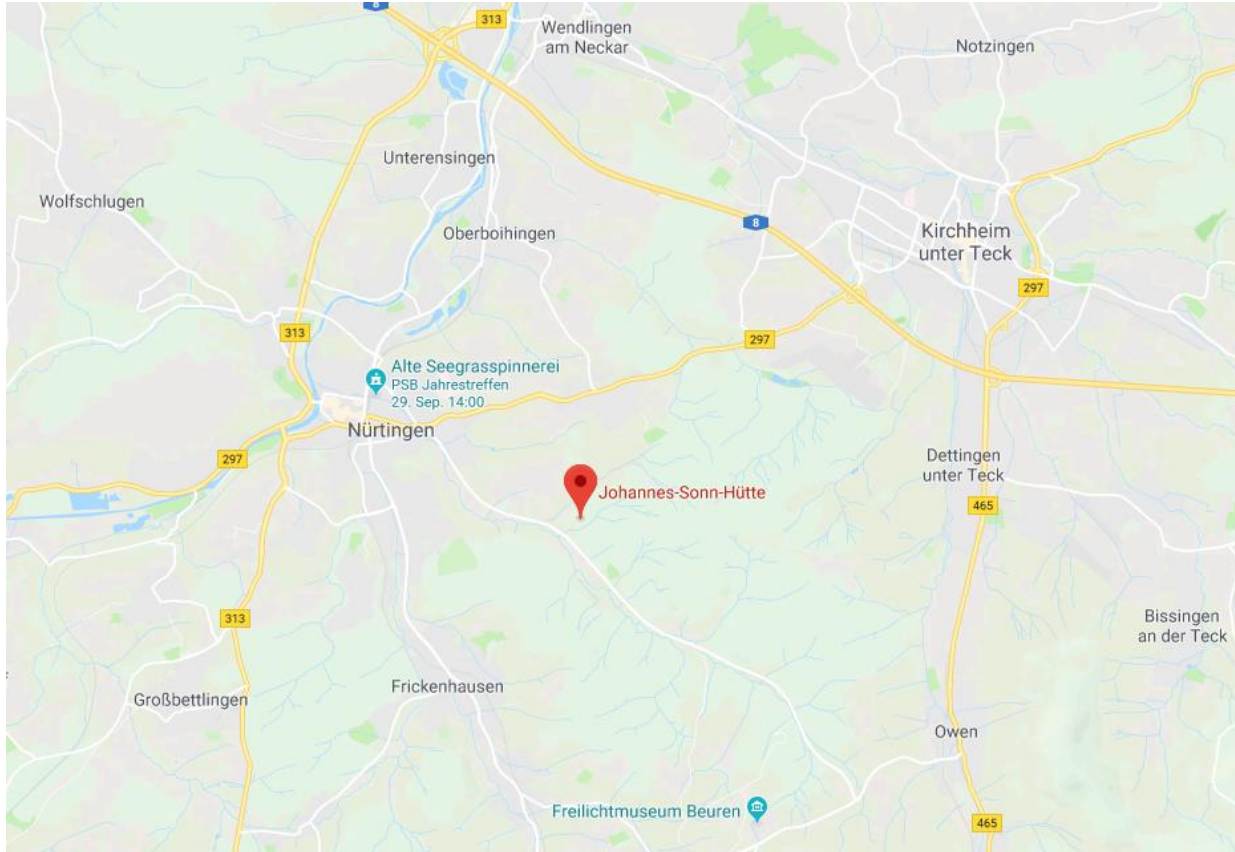 8
313
Wendlingen
am Neckar
Notzingen
Unterensingen
Wolfschlugen
8
Oberboihingen
Kirchheim
unter Teck
297
313
297
Alte Seegrasspinnerei
PSB Jahrestreffen
29. Sep. 14:00
Nürtingen
297
Dettingen
unter Teck
Johannes-Sonn-Hütte
465
313
Bissingen
an der Teck
Frickenhausen
Großbettlingen
Owen
Freilichtmuseum Beuren
465